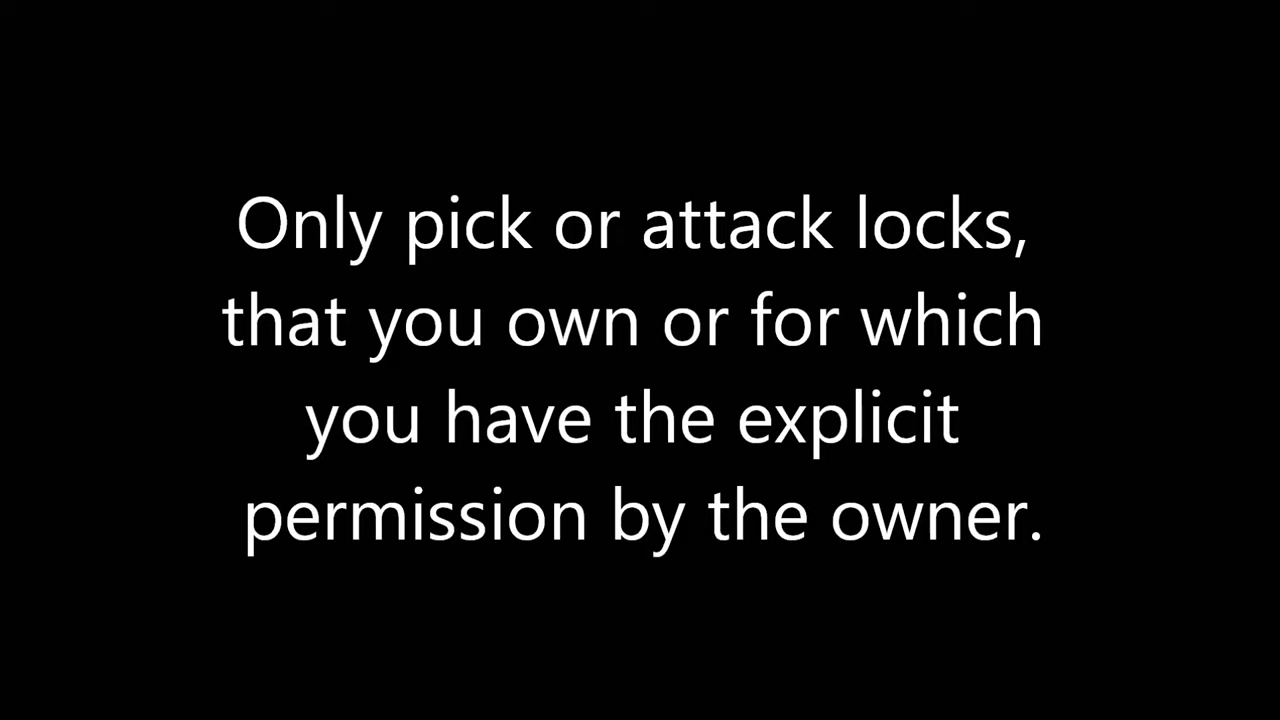 Only pick or attack locks,
that you own or for which
you have the explicit
permission by the owner.